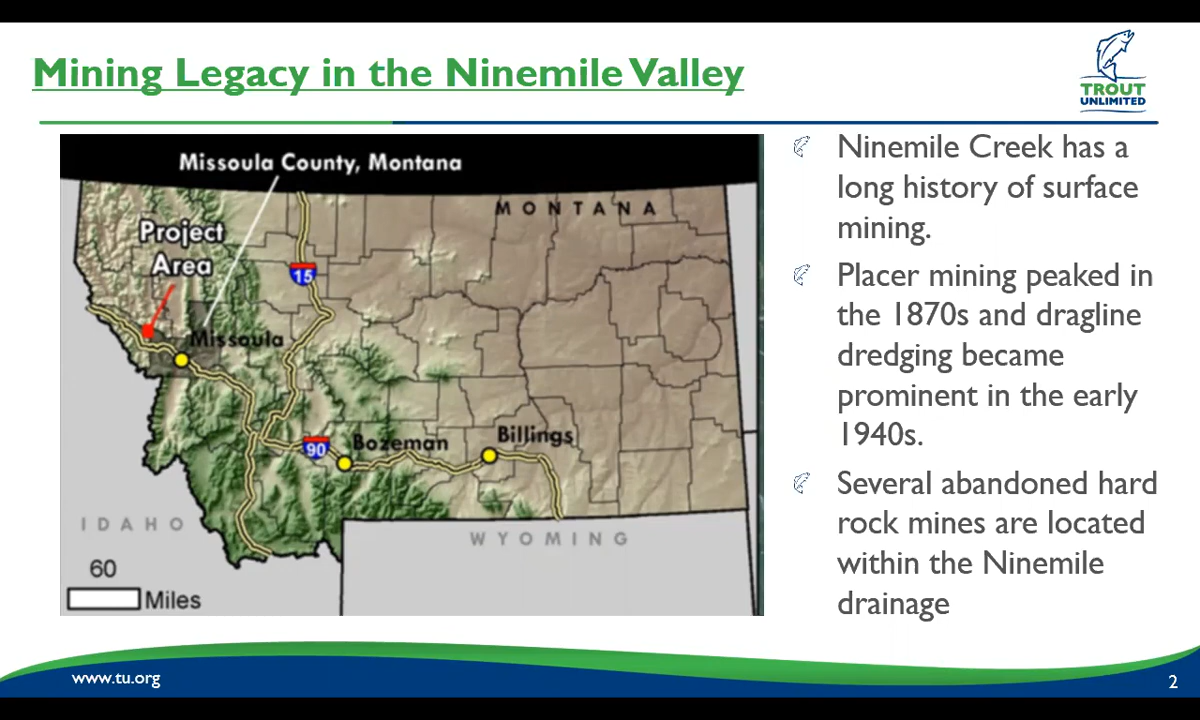 Mining Legacy in the Ninemile Valley
TROUT
UNLIMITED
Missoula County, Montana
MONTANA
Project
Area
15
Missoula
90
Bozeman
Billings
IDAHO
WYOMING
60
Miles
Ninemile Creek has a
long history of surface
mining.
Placer mining peaked in
the 1870s and dragline
dredging became
prominent in the early
1940s.
Several abandoned hard
rock mines are located
within the Ninemile
drainage
www.tu.org
2